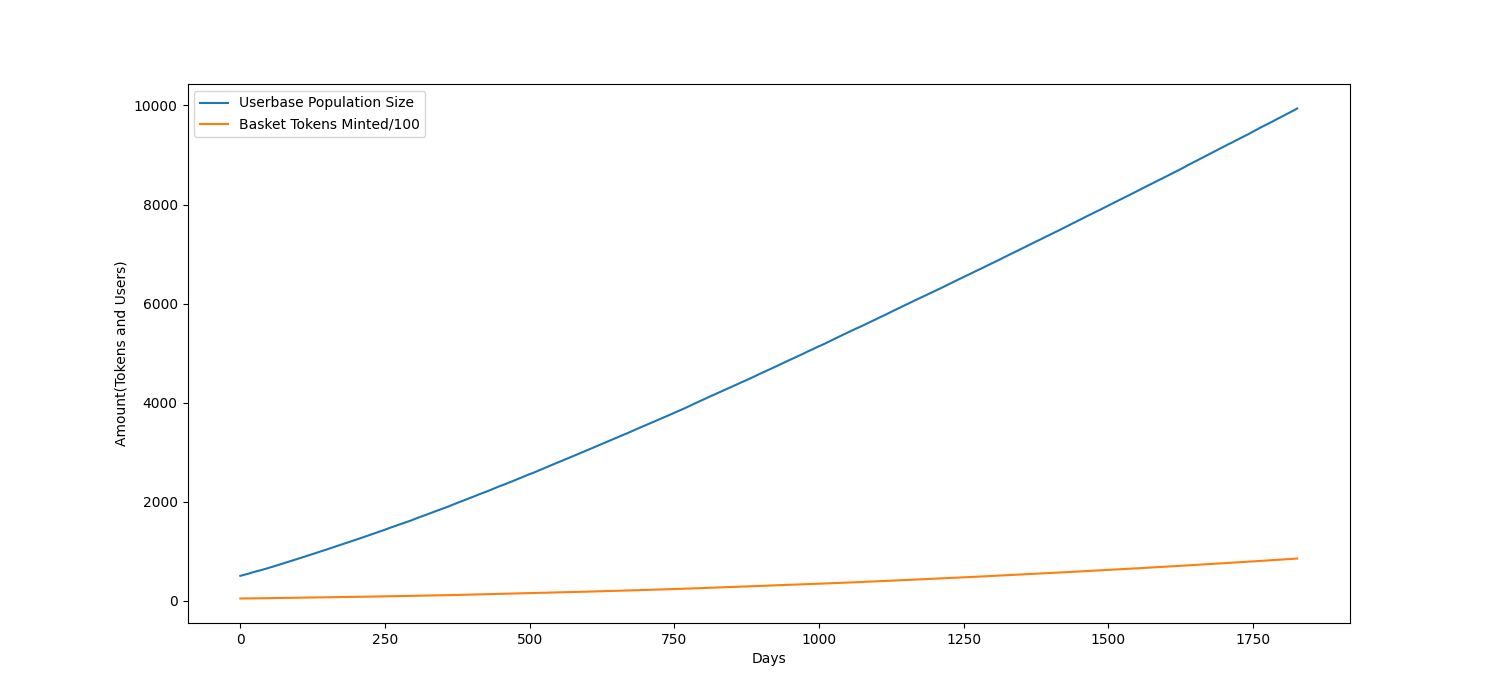 Userbase Population Size
Basket Tokens Minted/100
10000
8000
6000
4000
2000
0
Amount(Tokens and Users)
0 250 500 750 1000 1250 1500 1750
Days